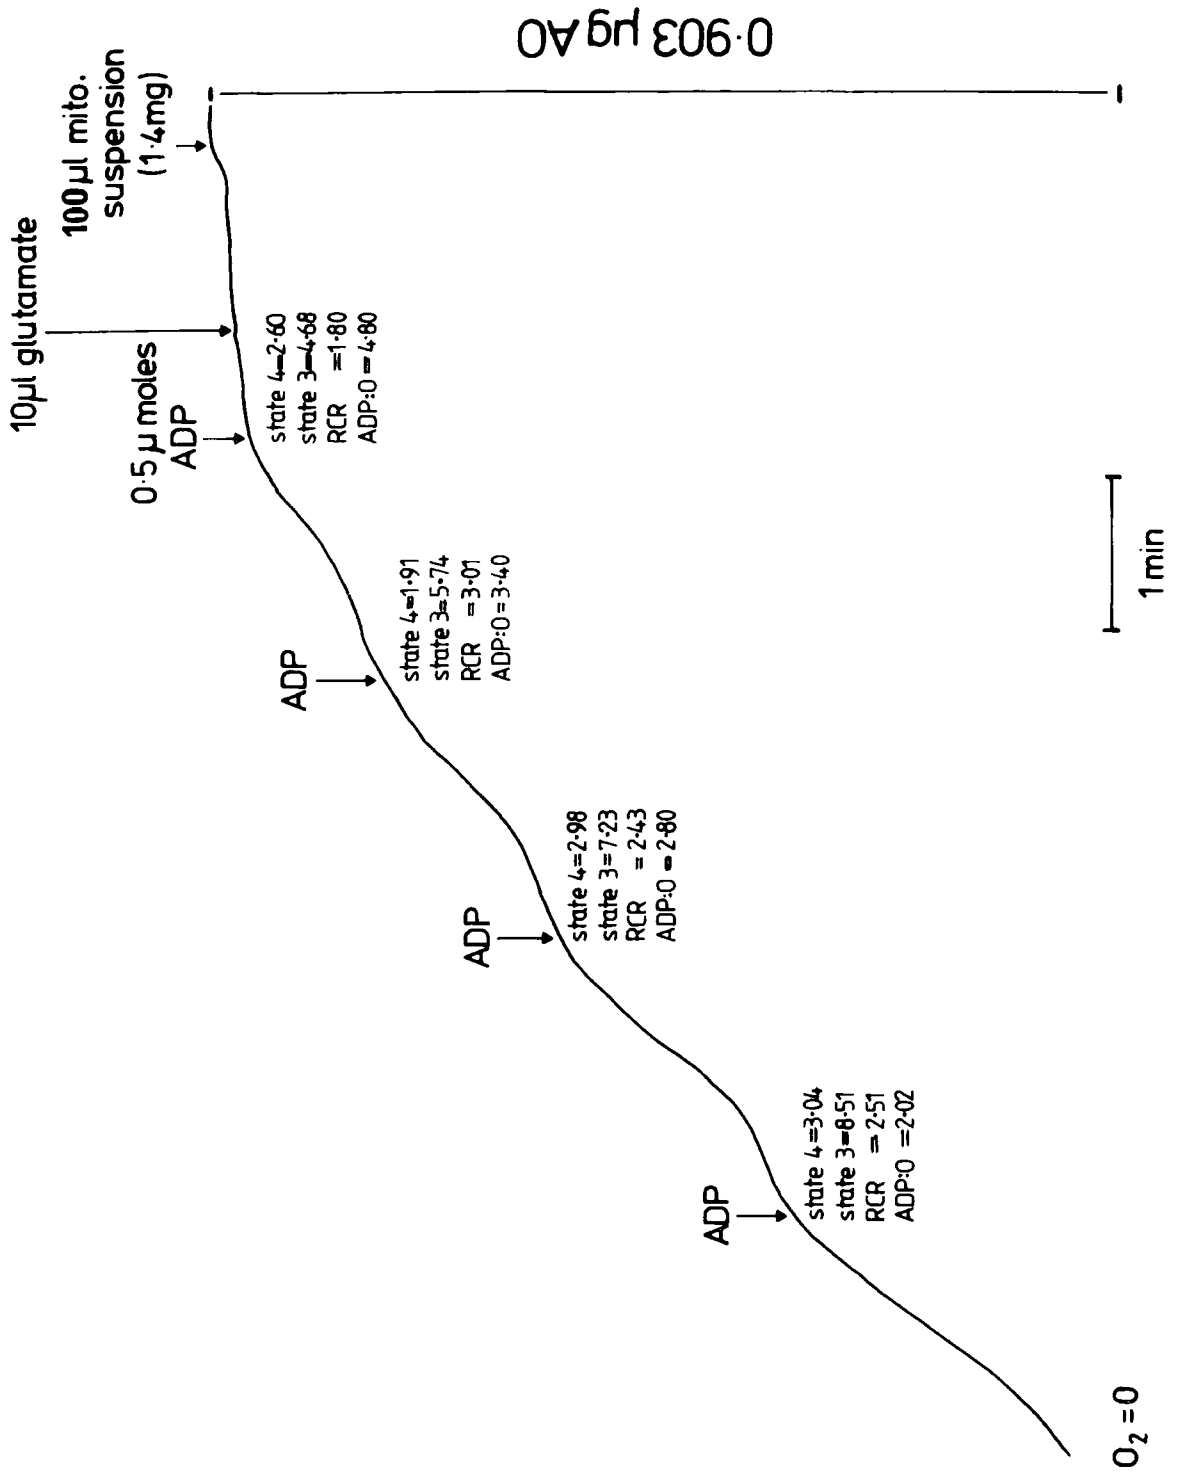 0·903 µg AO
100µl mito.
suspension
(1·4mg)
10µl glutamate
0·5 µ moles
ADP
state 4=2·60
state 3=4·68
RCR =1·80
ADP:O=4·80
ADP
state 4=1·91
state 3=5·74
RCR =3·01
ADP:O=3·40
ADP
state 4=2·98
state 3=7·23
RCR =2·43
ADP:O=2·80
ADP
state 4=3·04
state 3=8·51
RCR =2·51
ADP:O=2·02
1min
O₂=0